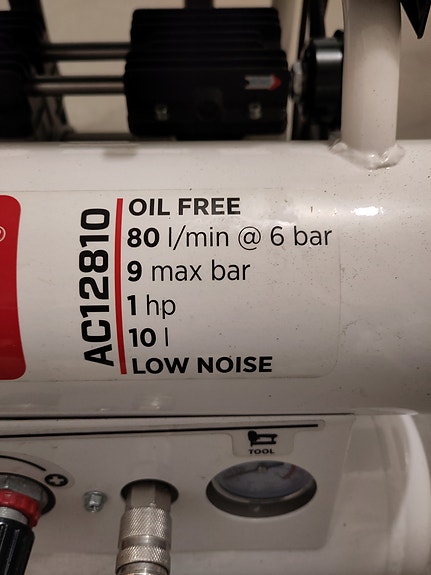 AC12810
OIL FREE
80 l/min @ 6 bar
9 max bar
1 hp
10 l
LOW NOISE
TOOL